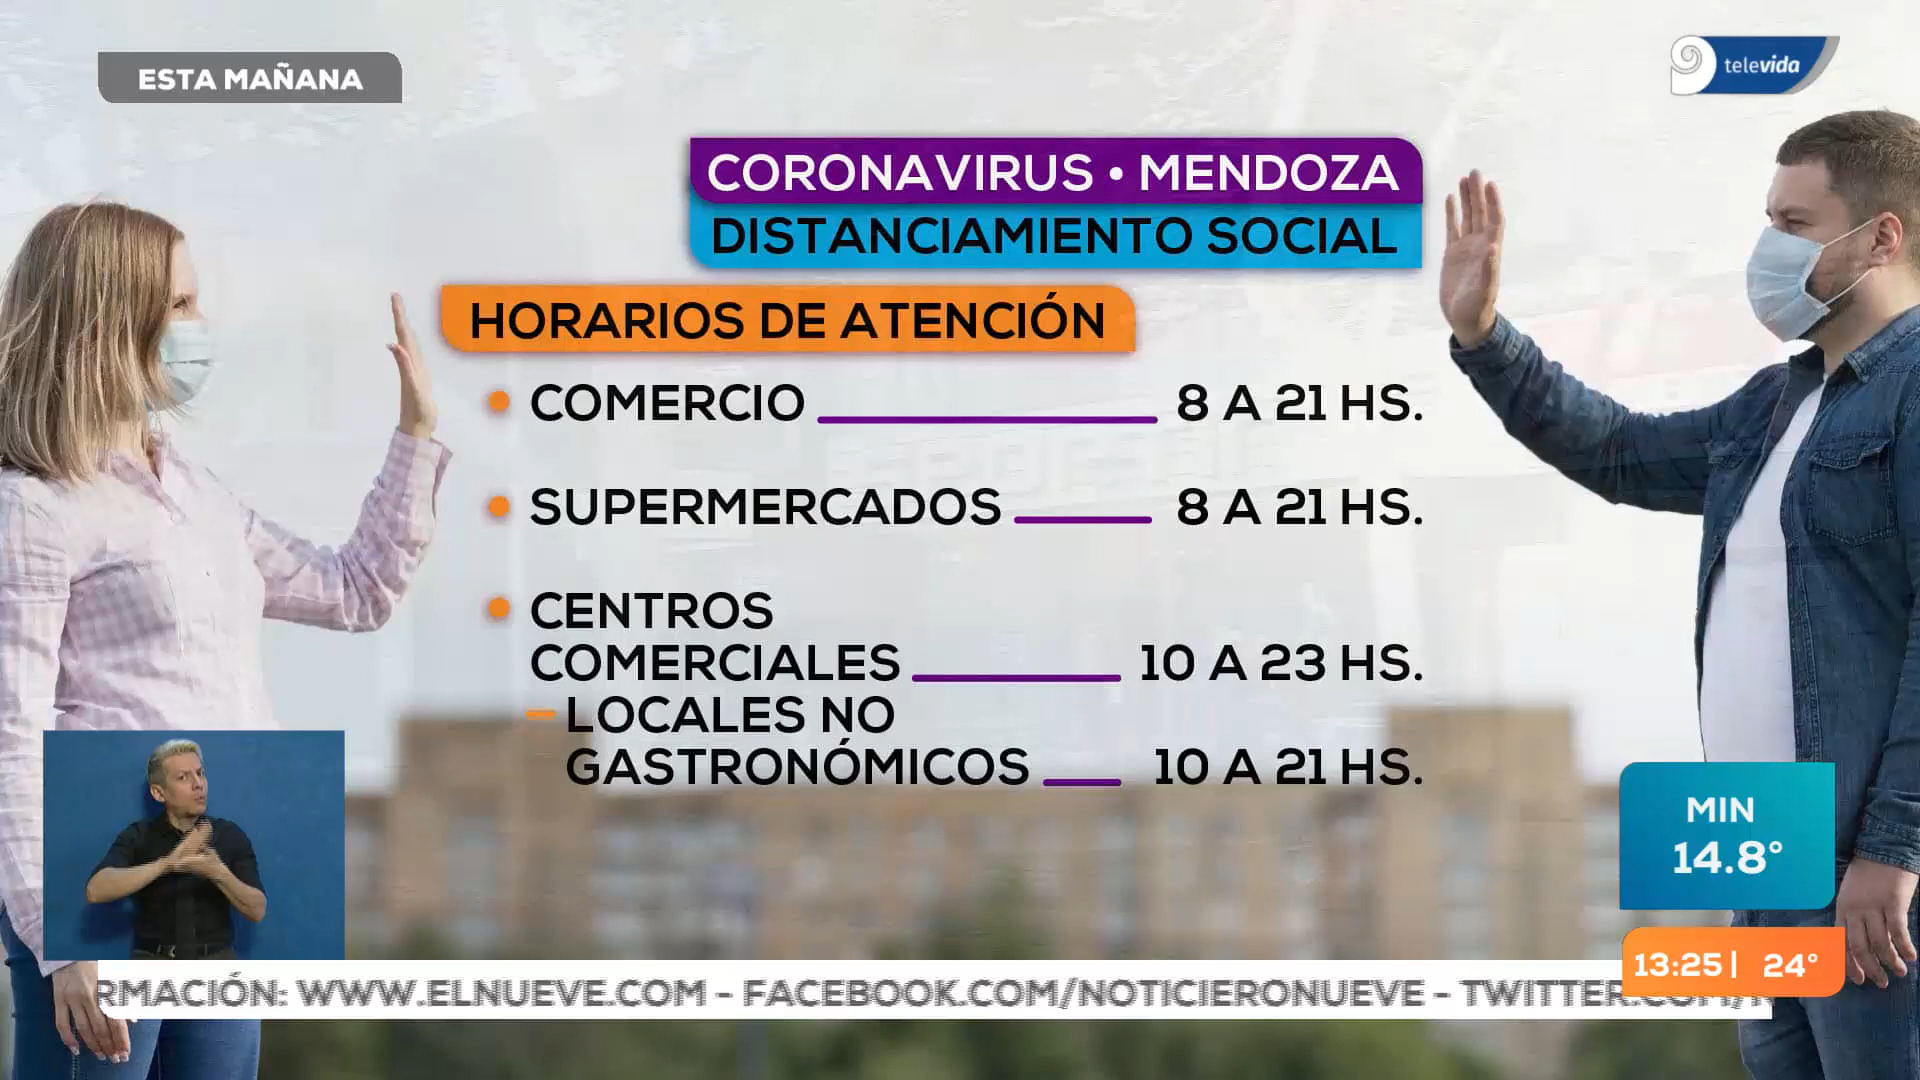 ESTA MAÑANA
9 televida
CORONAVIRUS • MENDOZA
DISTANCIAMIENTO SOCIAL
HORARIOS DE ATENCIÓN
• COMERCIO 8 A 21 HS.
• SUPERMERCADOS 8 A 21 HS.
• CENTROS
COMERCIALES 10 A 23 HS.
– LOCALES NO
GASTRONÓMICOS 10 A 21 HS.
MIN
14.8°
13:25 | 24°
RMACIÓN: WWW.ELNUEVE.COM - FACEBOOK.COM/NOTICIERONUEVE - TWITTER.COM/